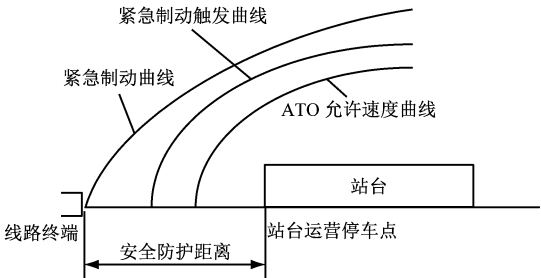 紧急制动触发曲线
紧急制动曲线
ATO 允许速度曲线
站台
线路终端
站台运营停车点
安全防护距离